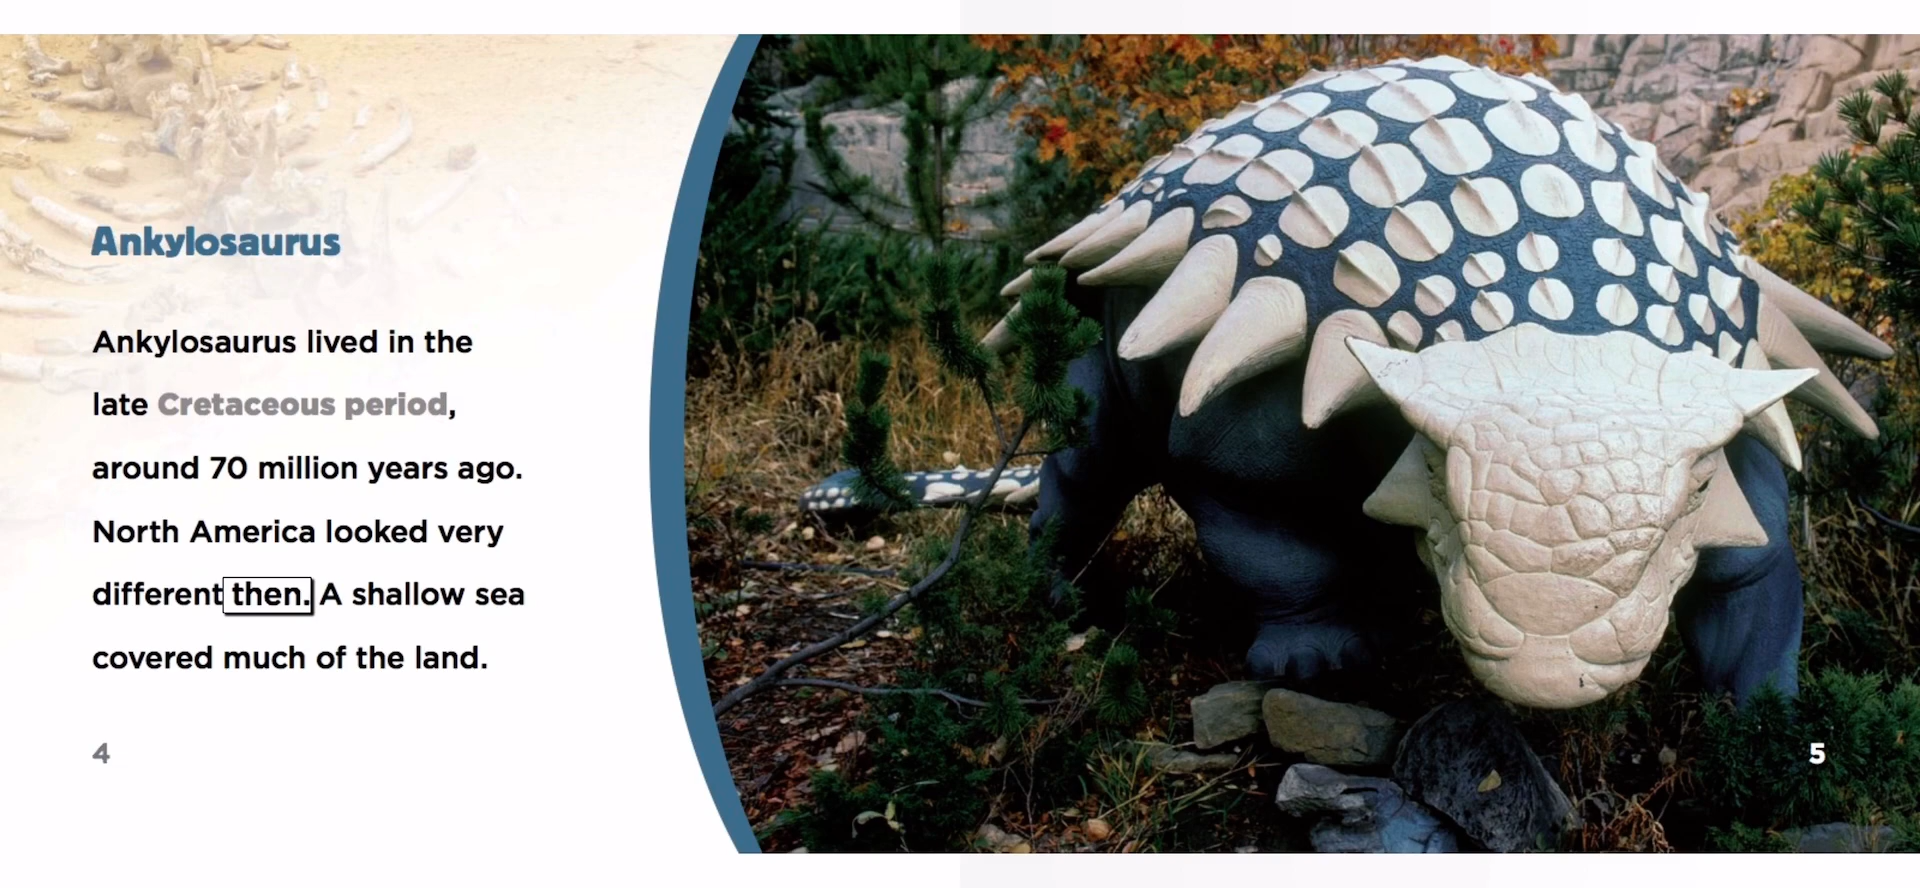 Ankylosaurus
Ankylosaurus lived in the
late Cretaceous period,
around 70 million years ago.
North America looked very
different then. A shallow sea
covered much of the land.
4
5